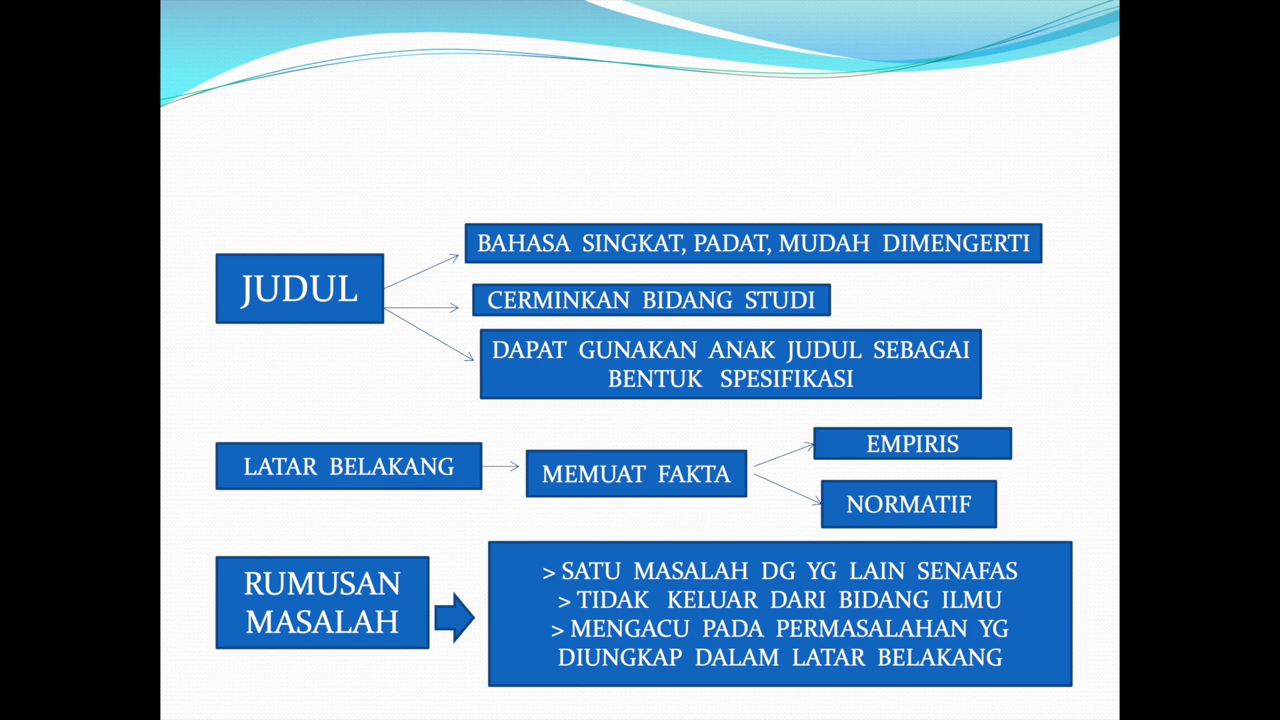 JUDUL
BAHASA SINGKAT, PADAT, MUDAH DIMENGERTI
CERMINKAN BIDANG STUDI
DAPAT GUNAKAN ANAK JUDUL SEBAGAI
BENTUK SPESIFIKASI
LATAR BELAKANG
MEMUAT FAKTA
EMPIRIS
NORMATIF
RUMUSAN
MASALAH
> SATU MASALAH DG YG LAIN SENAFAS
> TIDAK KELUAR DARI BIDANG ILMU
> MENGACU PADA PERMASALAHAN YG
DIUNGKAP DALAM LATAR BELAKANG